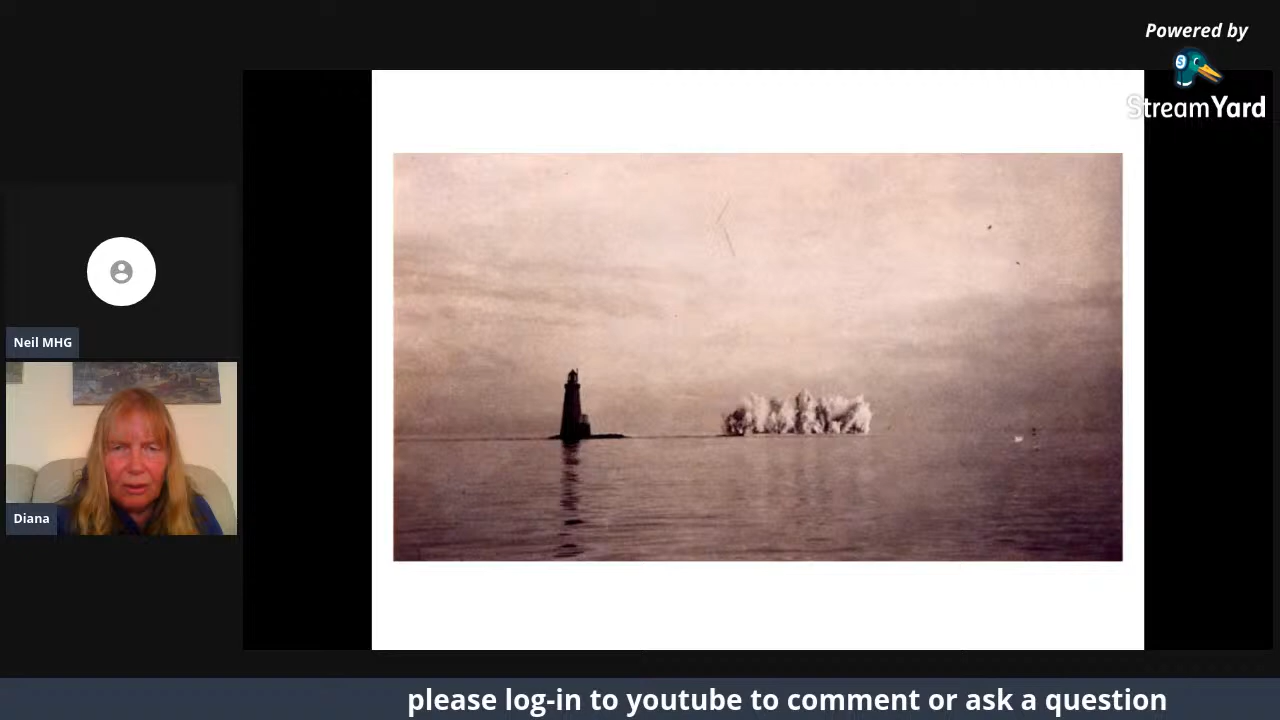 Powered by
StreamYard
Neil MHG
Diana
please log-in to youtube to comment or ask a question